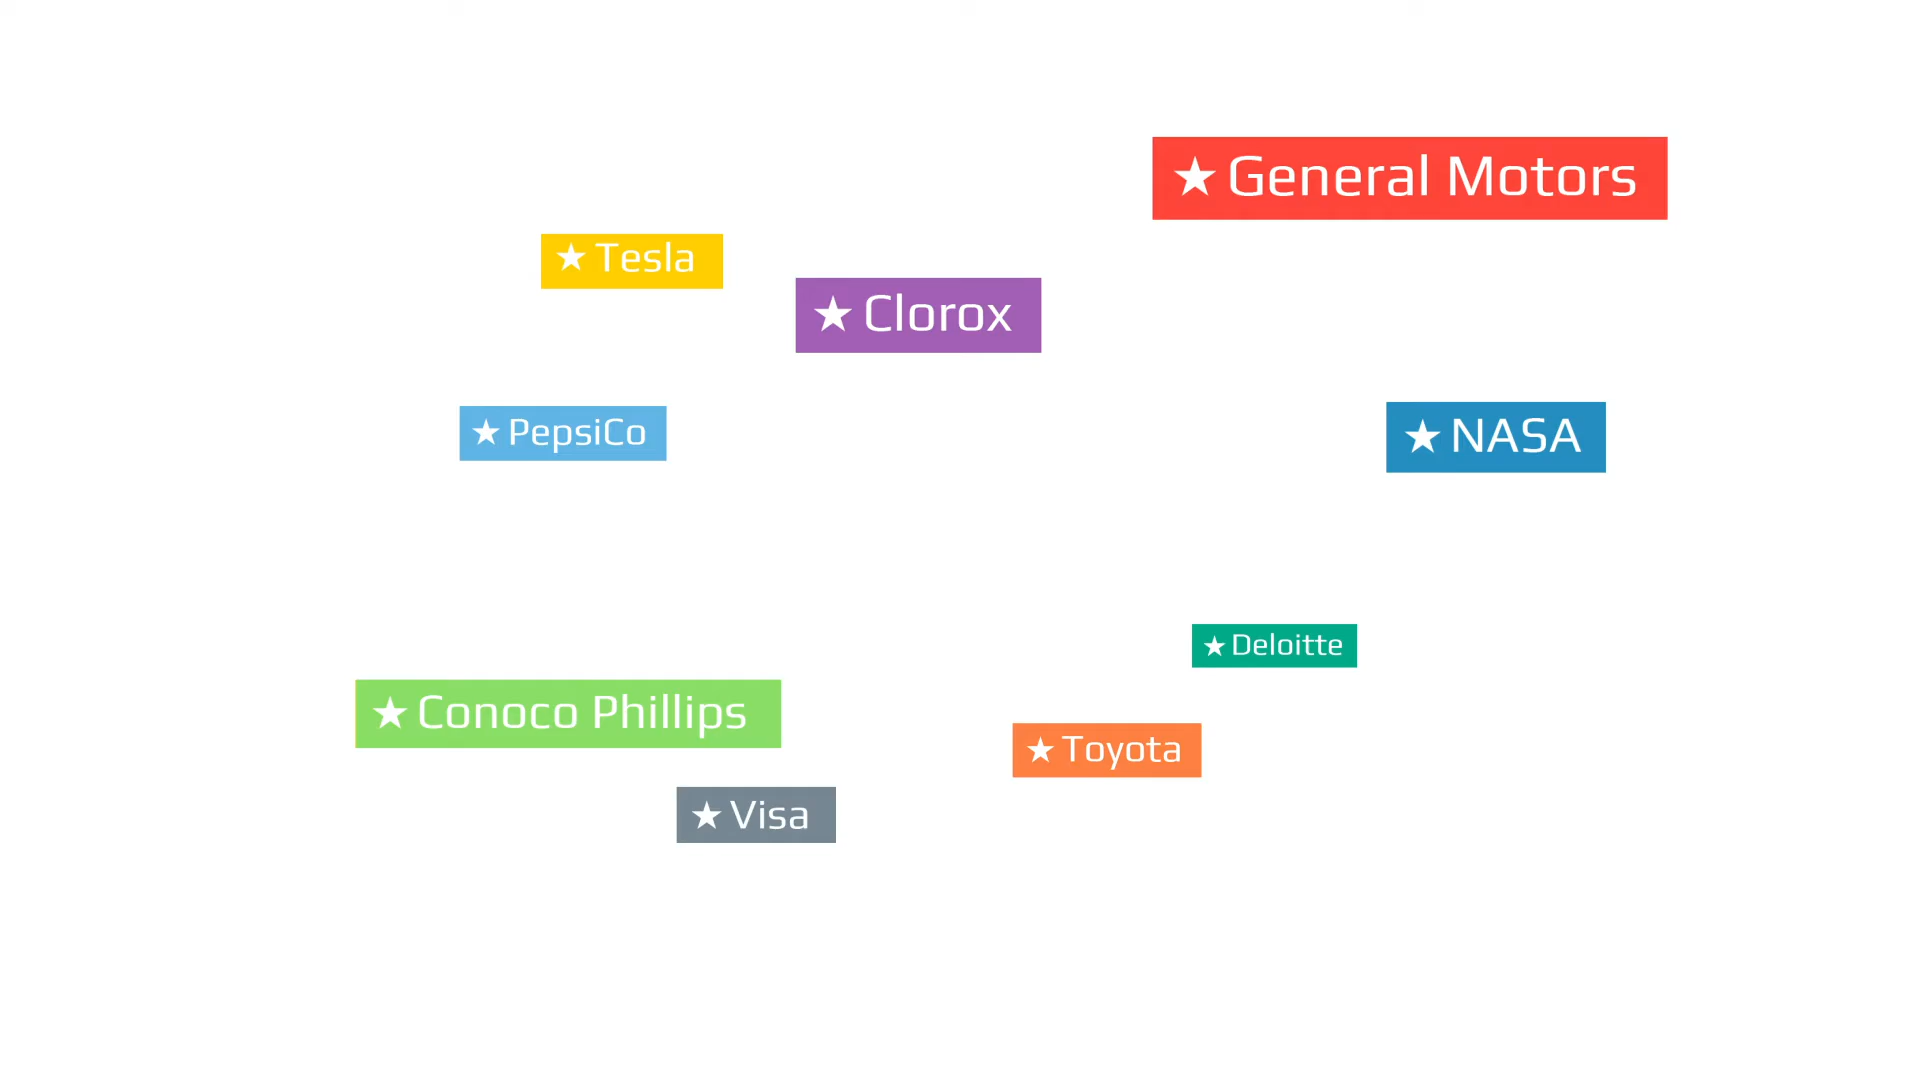 ★ General Motors
★ Tesla
★ Clorox
★ PepsiCo
★ NASA
★ Deloitte
★ Conoco Phillips
★ Toyota
★ Visa